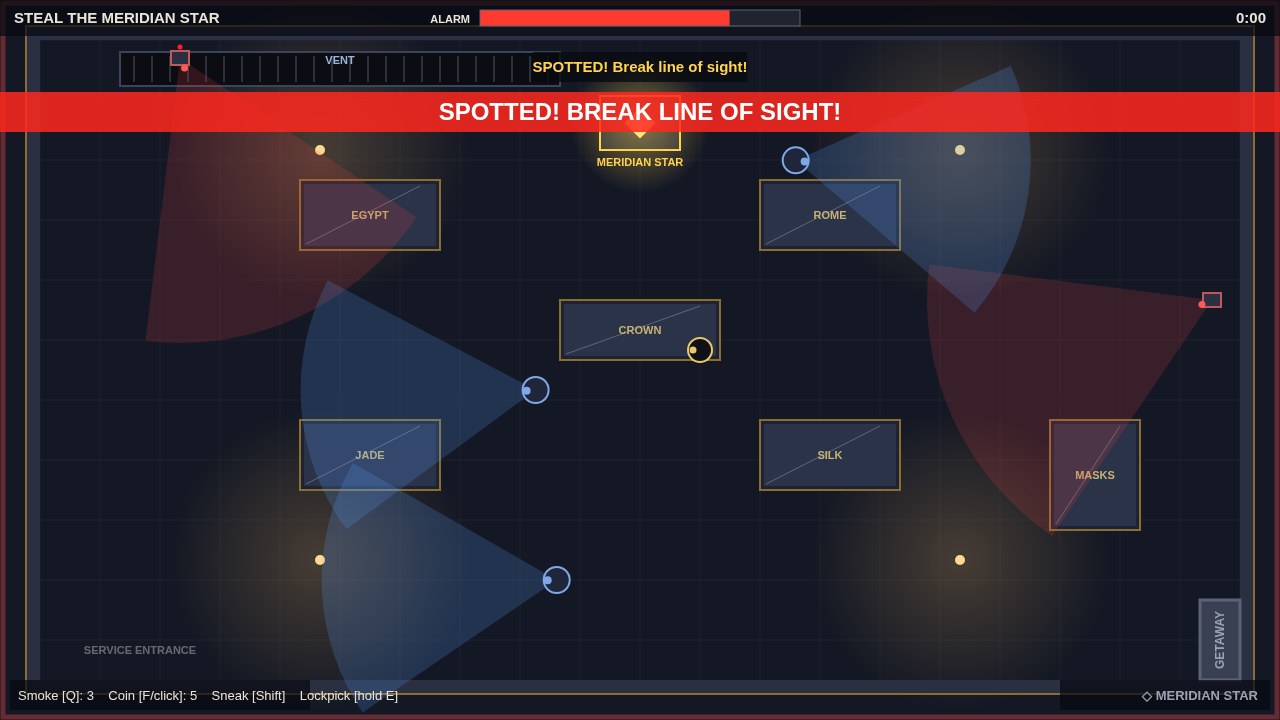 STEAL THE MERIDIAN STAR
ALARM
0:00
VENT
SPOTTED! Break line of sight!
SPOTTED! BREAK LINE OF SIGHT!
MERIDIAN STAR
EGYPT
ROME
CROWN
JADE
SILK
MASKS
GETAWAY
SERVICE ENTRANCE
Smoke [Q]: 3 Coin [F/click]: 5 Sneak [Shift] Lockpick [hold E]
◇ MERIDIAN STAR